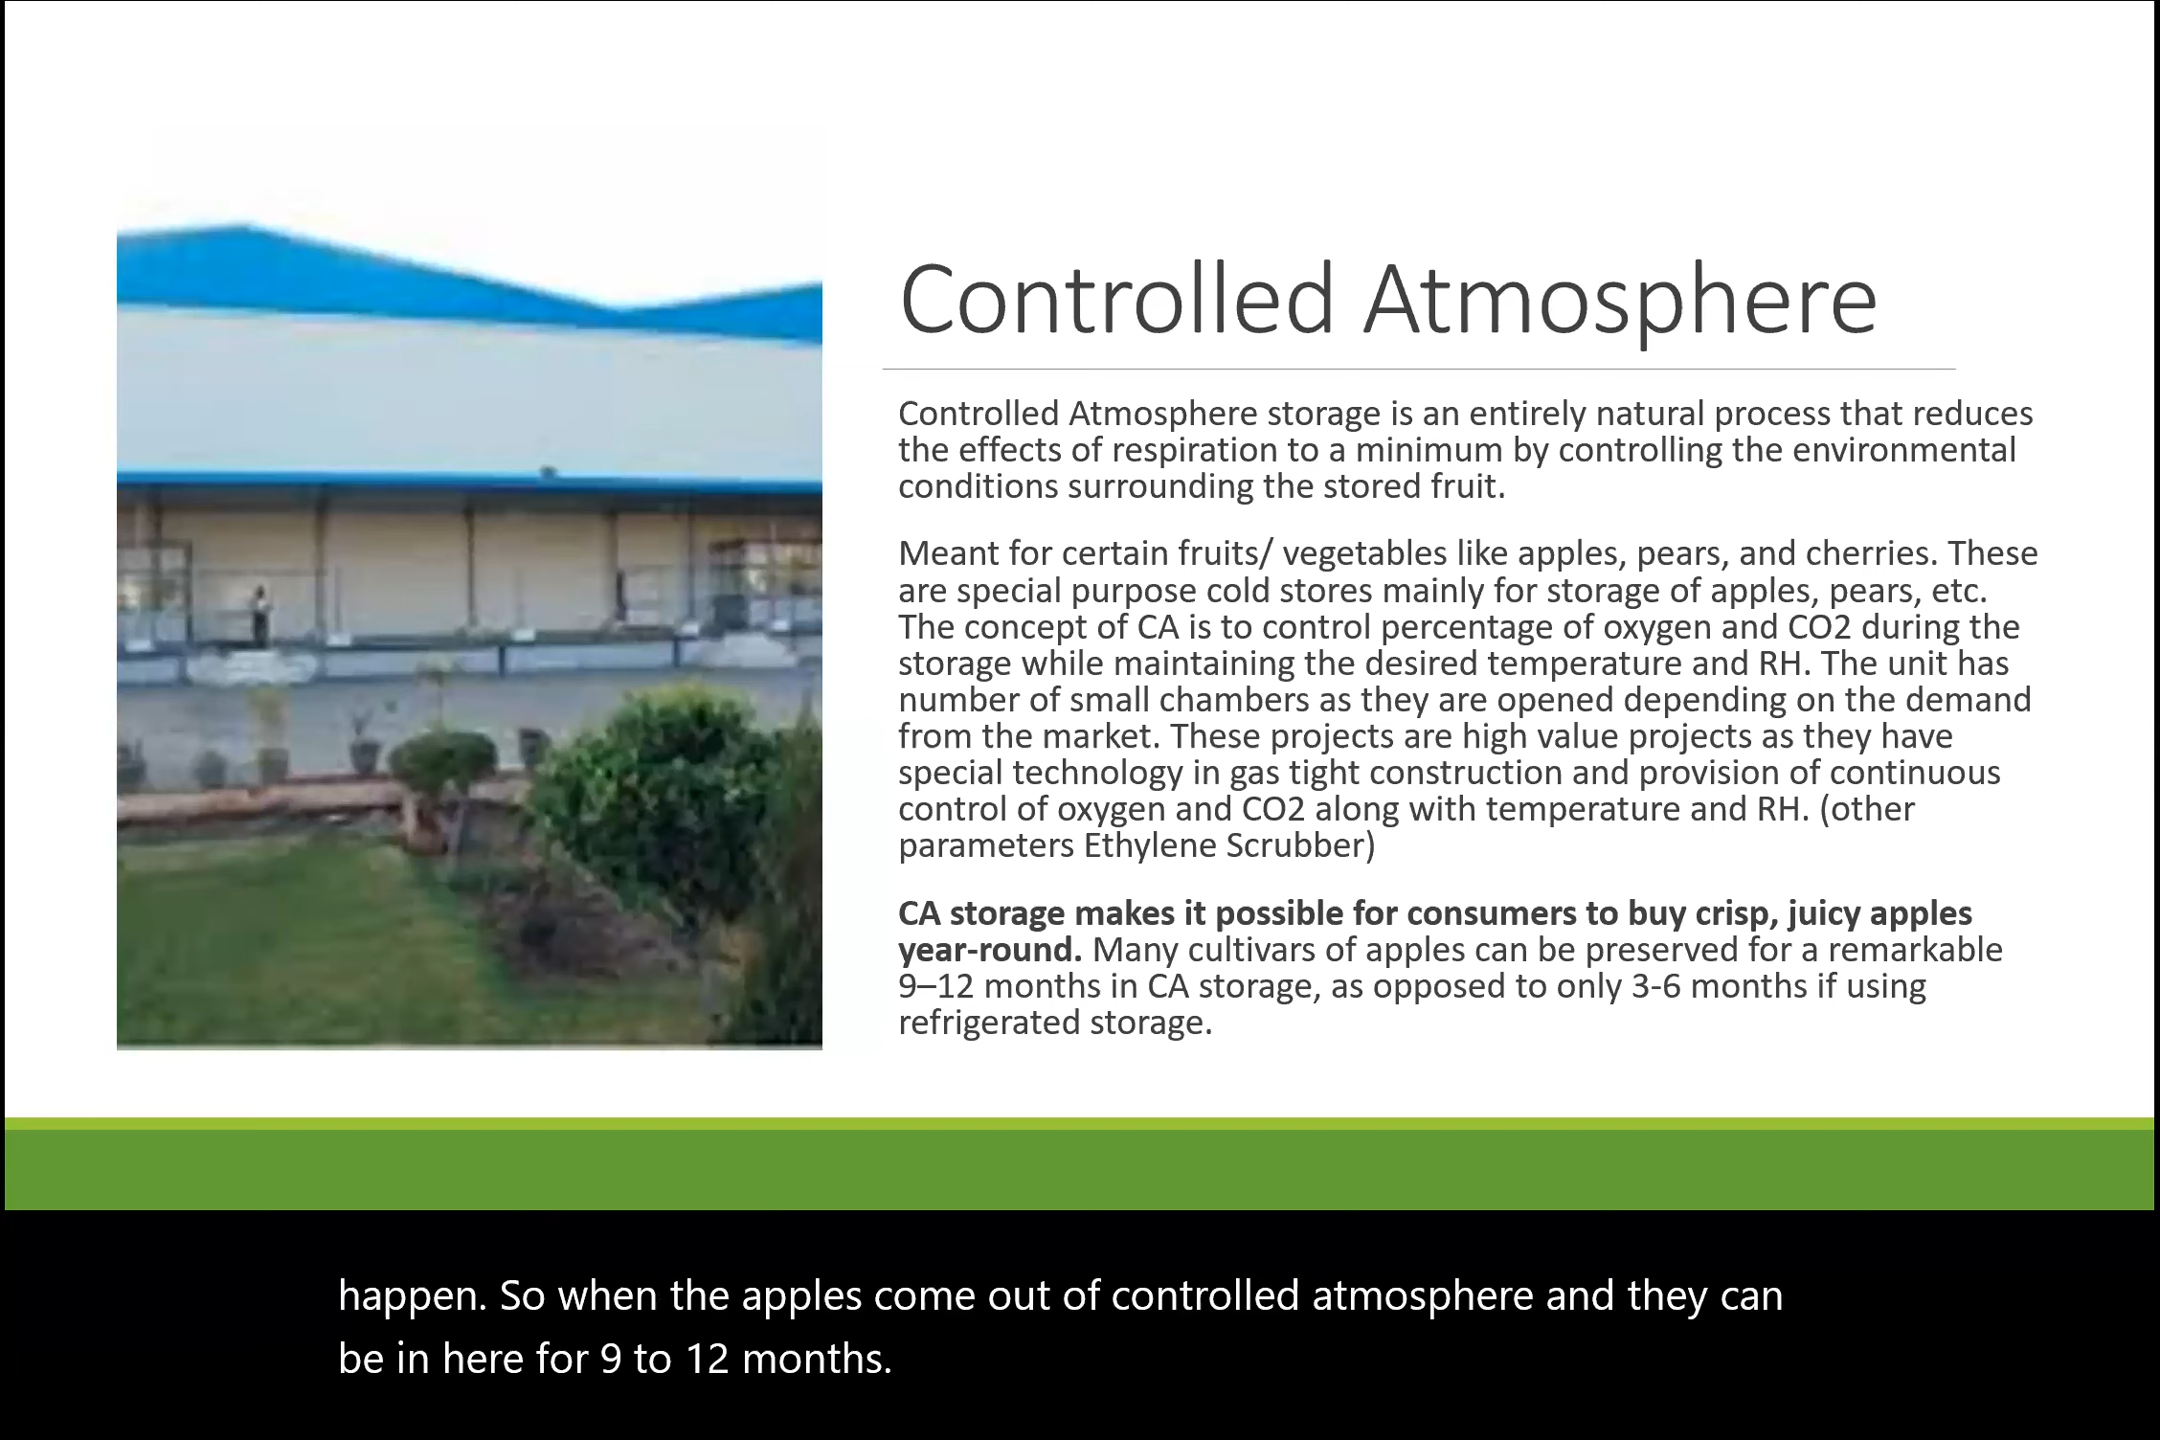 Controlled Atmosphere
Controlled Atmosphere storage is an entirely natural process that reduces
the effects of respiration to a minimum by controlling the environmental
conditions surrounding the stored fruit.
Meant for certain fruits/ vegetables like apples, pears, and cherries. These
are special purpose cold stores mainly for storage of apples, pears, etc.
The concept of CA is to control percentage of oxygen and CO2 during the
storage while maintaining the desired temperature and RH. The unit has
number of small chambers as they are opened depending on the demand
from the market. These projects are high value projects as they have
special technology in gas tight construction and provision of continuous
control of oxygen and CO2 along with temperature and RH. (other
parameters Ethylene Scrubber)
CA storage makes it possible for consumers to buy crisp, juicy apples
year-round. Many cultivars of apples can be preserved for a remarkable
9–12 months in CA storage, as opposed to only 3-6 months if using
refrigerated storage.
happen. So when the apples come out of controlled atmosphere and they can
be in here for 9 to 12 months.